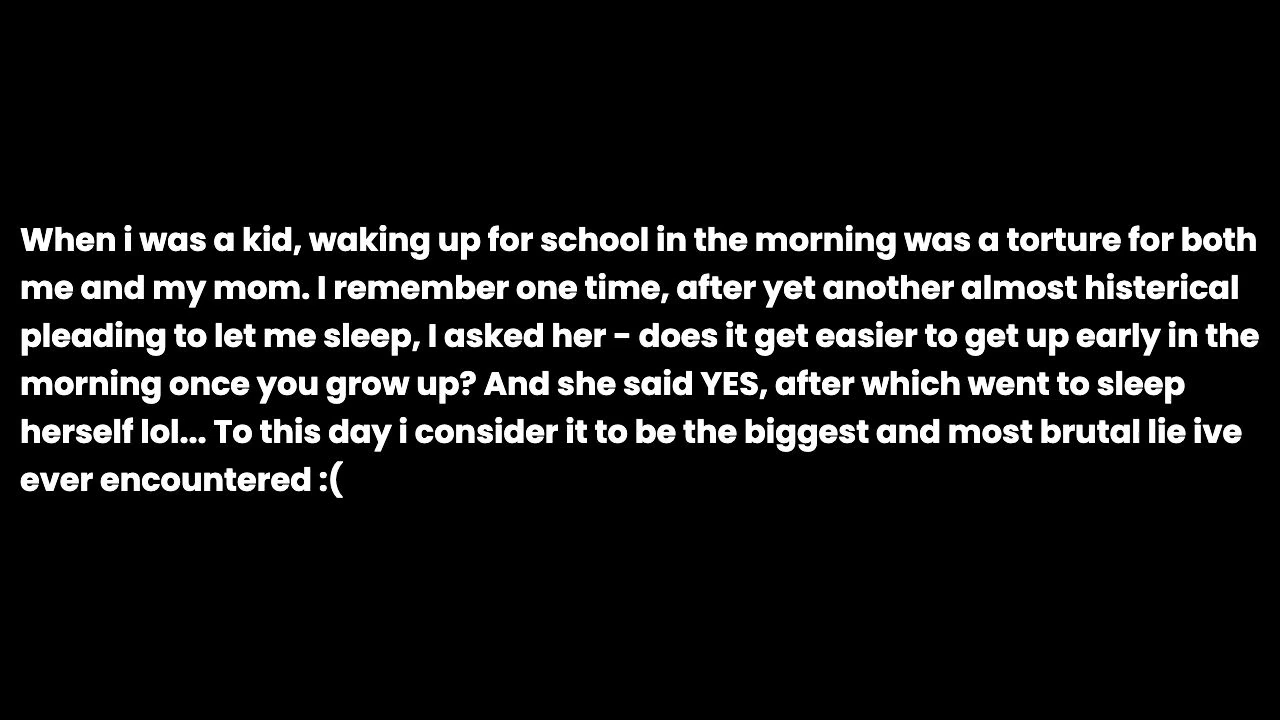 When i was a kid, waking up for school in the morning was a torture for both
me and my mom. I remember one time, after yet another almost histerical
pleading to let me sleep, I asked her - does it get easier to get up early in the
morning once you grow up? And she said YES, after which went to sleep
herself lol... To this day i consider it to be the biggest and most brutal lie ive
ever encountered :(